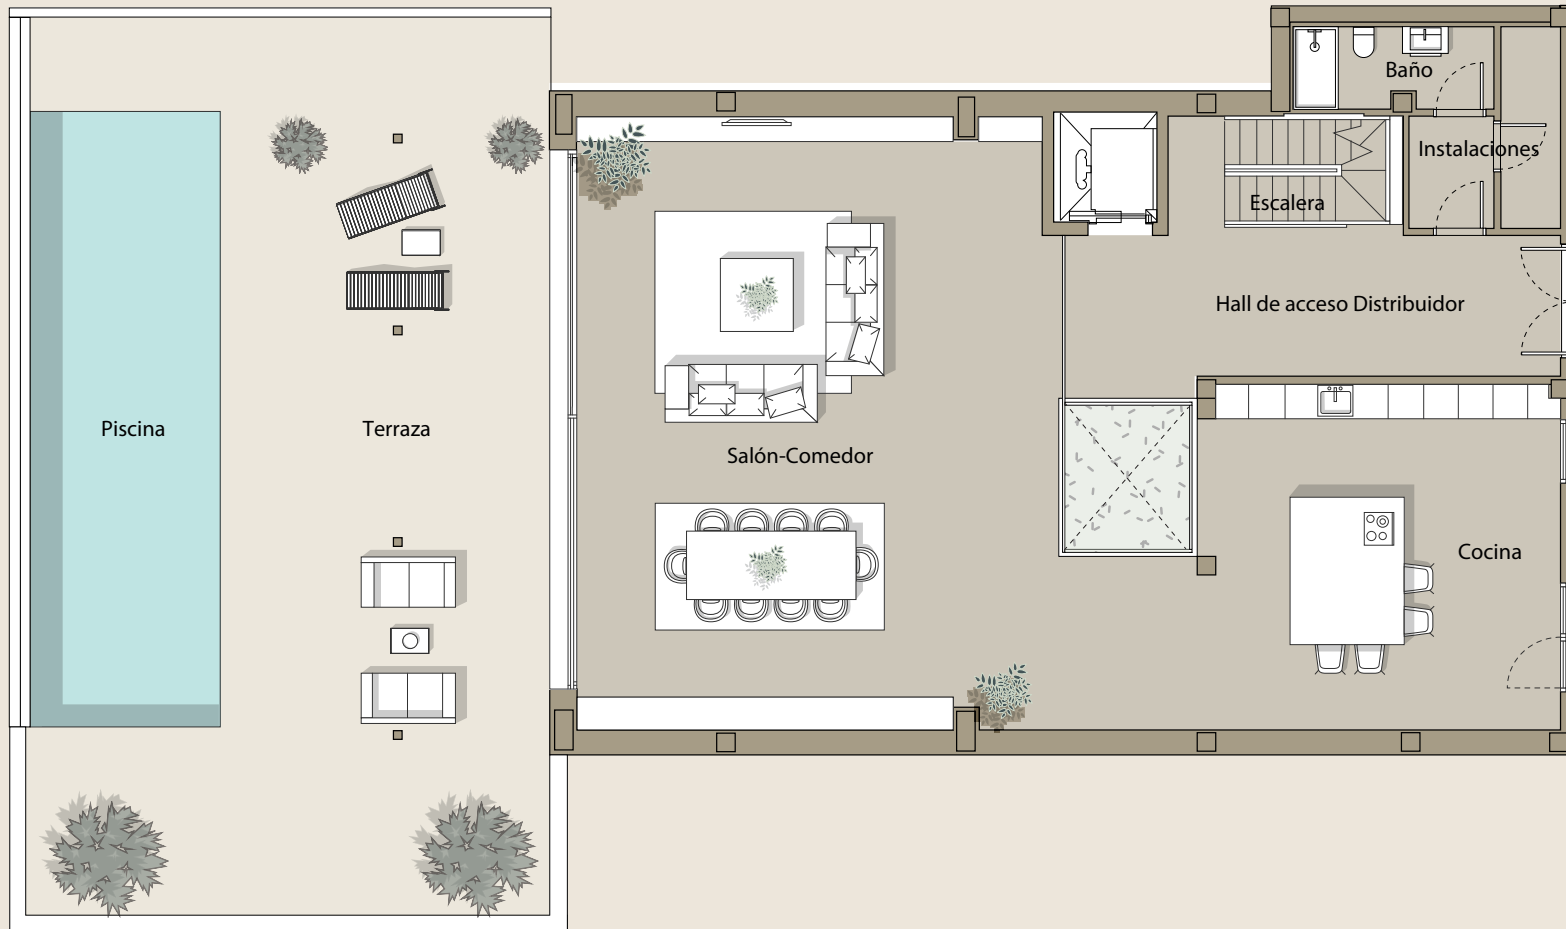 Baño
Instalaciones
Escalera
Hall de acceso Distribuidor
Piscina
Terraza
Salón-Comedor
Cocina